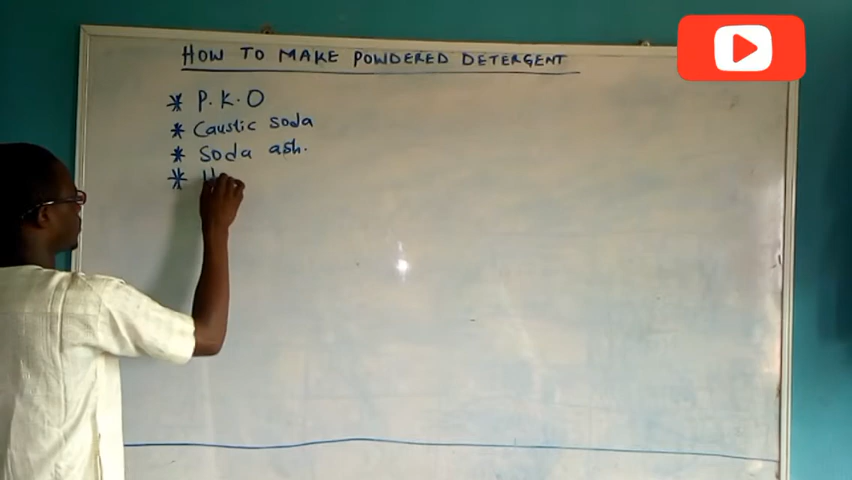 HOW TO MAKE POWDERED DETERGENT
* P.K.O
* Caustic soda
* Soda ash.
*